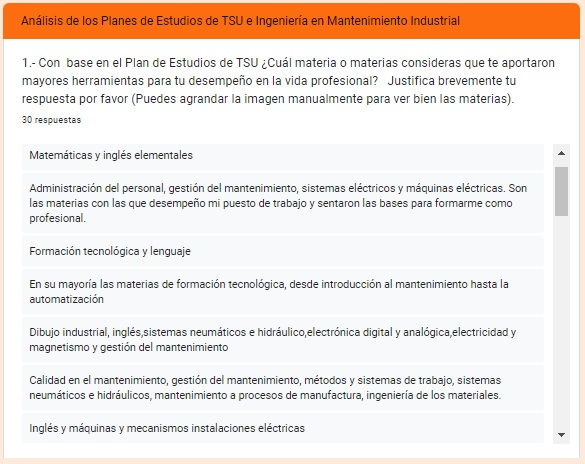 Análisis de los Planes de Estudios de TSU e Ingeniería en Mantenimiento Industrial
1.- Con base en el Plan de Estudios de TSU ¿Cuál materia o materias consideras que te aportaron
mayores herramientas para tu desempeño en la vida profesional? Justifica brevemente tu
respuesta por favor (Puedes agrandar la imagen manualmente para ver bien las materias).
30 respuestas
Matemáticas y inglés elementales
Administración del personal, gestión del mantenimiento, sistemas eléctricos y máquinas eléctricas. Son
las materias con las que desempeño mi puesto de trabajo y sentaron las bases para formarme como
profesional.
Formación tecnológica y lenguaje
En su mayoría las materias de formación tecnológica, desde introducción al mantenimiento hasta la
automatización
Dibujo industrial, inglés,sistemas neumáticos e hidráulico,electrónica digital y analógica,electricidad y
magnetismo y gestión del mantenimiento
Calidad en el mantenimiento, gestión del mantenimiento, métodos y sistemas de trabajo, sistemas
neumáticos e hidráulicos, mantenimiento a procesos de manufactura, ingeniería de los materiales.
Inglés y máquinas y mecanismos instalaciones eléctricas